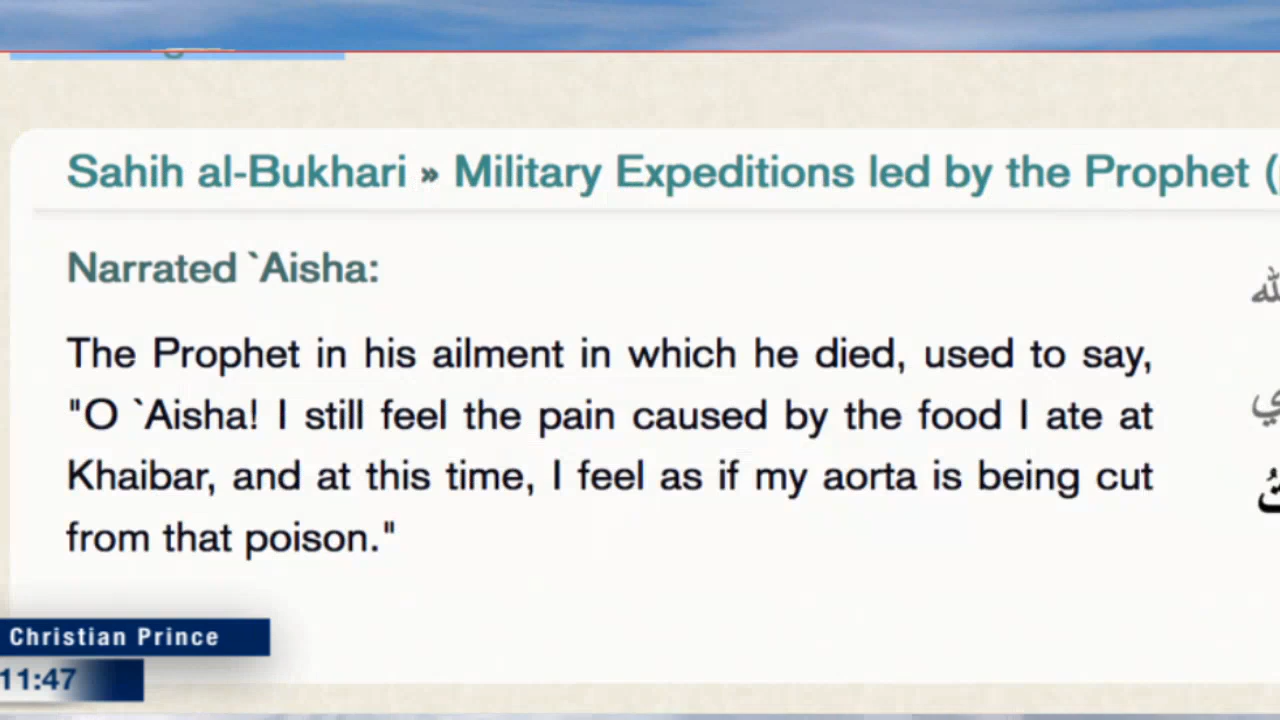 Sahih al-Bukhari » Military Expeditions led by the Prophet (
Narrated `Aisha:
The Prophet in his ailment in which he died, used to say,
"O `Aisha! I still feel the pain caused by the food I ate at
Khaibar, and at this time, I feel as if my aorta is being cut
from that poison."
Christian Prince
11:47